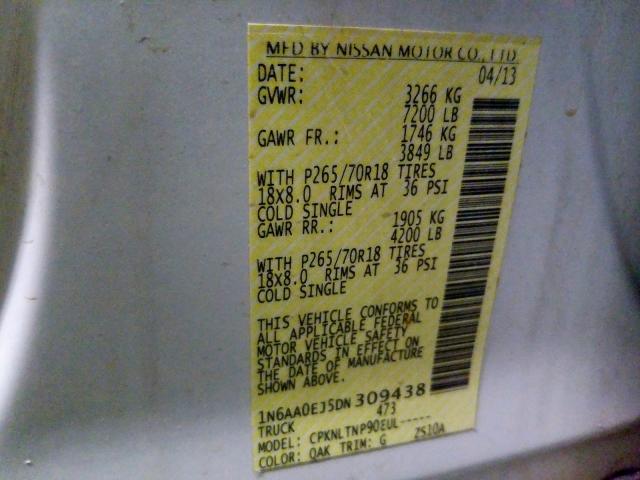 MFD BY NISSAN MOTOR CO., LTD.
DATE: 04/13
GVWR: 3266 KG
7200 LB
GAWR FR.: 1746 KG
3849 LB
WITH P265/70R18 TIRES
18X8.0 RIMS AT 36 PSI
COLD SINGLE
GAWR RR.: 1905 KG
4200 LB
WITH P265/70R18 TIRES
18X8.0 RIMS AT 36 PSI
COLD SINGLE
THIS VEHICLE CONFORMS TO
ALL APPLICABLE FEDERAL
MOTOR VEHICLE SAFETY
STANDARDS IN EFFECT ON
THE DATE OF MANUFACTURE
SHOWN ABOVE.
1N6AA0EJ5DN309438
TRUCK 473
MODEL: CPKNLTNP90EUL-----
COLOR: QAK TRIM: G ZS10A